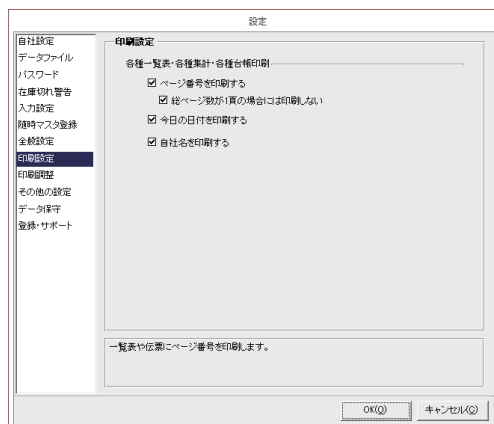 設定
自社設定
データファイル
パスワード
在庫切れ警告
入力設定
随時マスタ登録
全般設定
印刷設定
印刷調整
その他の設定
データ保守
登録・サポート
印刷設定
各種一覧表・各種集計・各種台帳印刷
ページ番号を印刷する
総ページ数が1頁の場合には印刷しない
今日の日付を印刷する
自社名を印刷する
一覧表や伝票にページ番号を印刷します。
OK(O)
キャンセル(C)